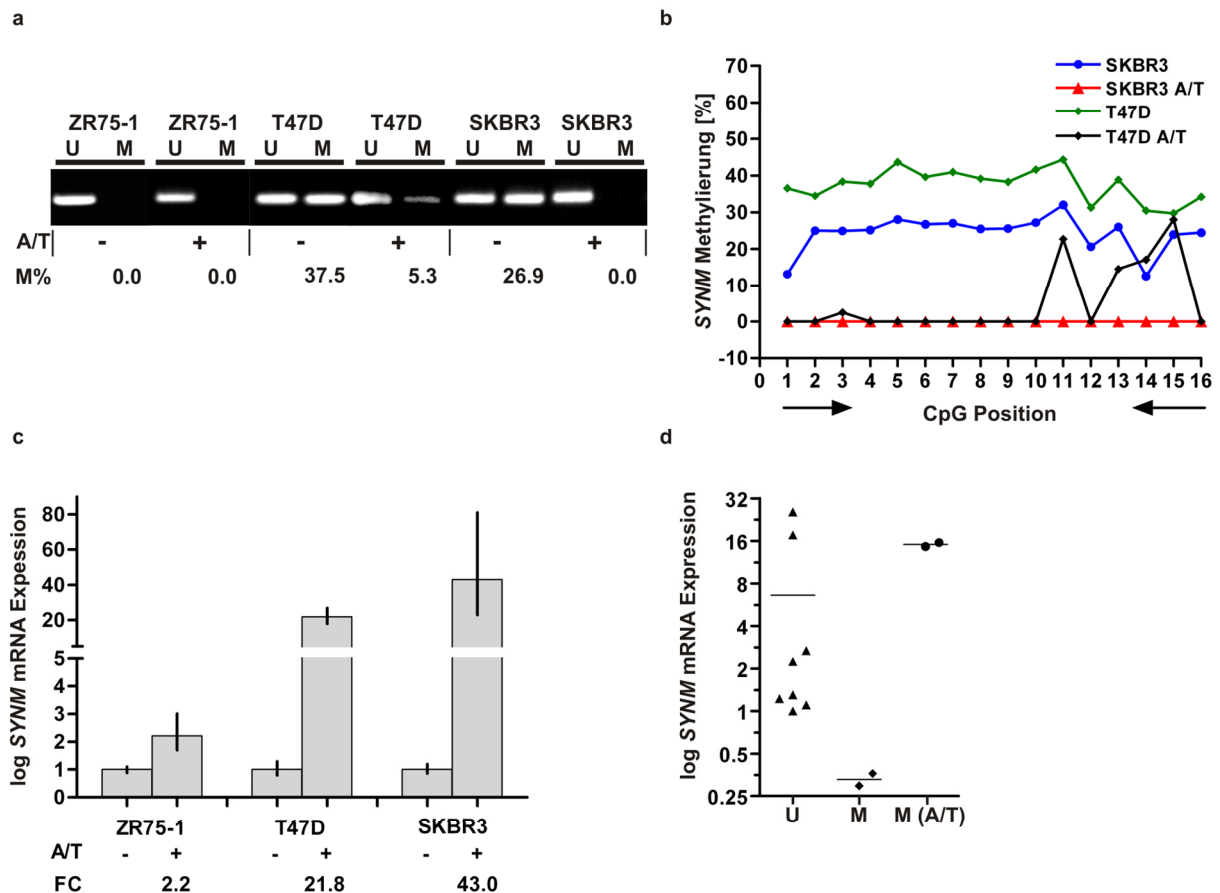 a
ZR75-1 ZR75-1 T47D T47D SKBR3 SKBR3
U M U M U M U M U M U M
A/T - + - + - +
M% 0.0 0.0 37.5 5.3 26.9 0.0
b
SKBR3
SKBR3 A/T
T47D
T47D A/T
SYNM Methylierung [%]
70
60
50
40
30
20
10
0
-10
0 1 2 3 4 5 6 7 8 9 10 11 12 13 14 15 16
CpG Position
c
log SYNM mRNA Expession
80
60
40
20
5
4
3
2
1
0
ZR75-1 T47D SKBR3
A/T - + - + - +
FC 2.2 21.8 43.0
d
log SYNM mRNA Expression
32
16
8
4
2
1
0.5
0.25
U M M (A/T)